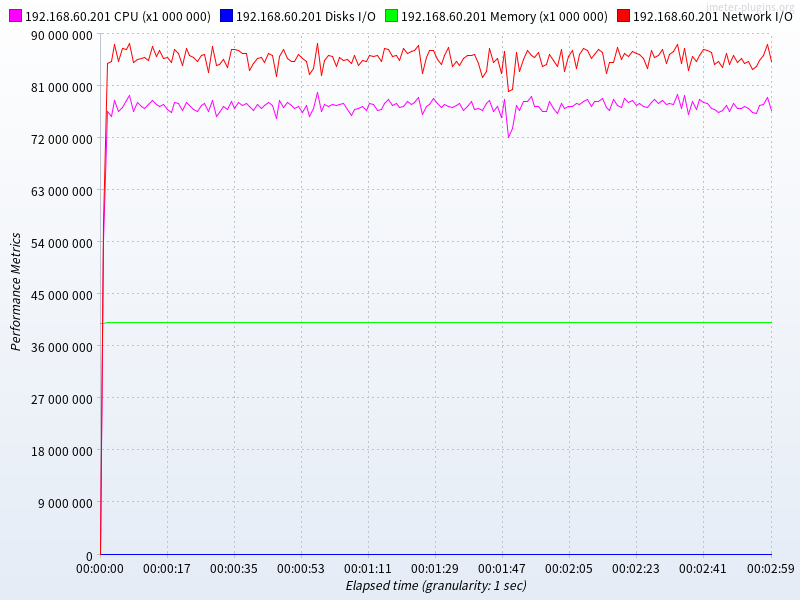 jmeter-plugins.org
192.168.60.201 CPU (x1 000 000) 192.168.60.201 Disks I/O 192.168.60.201 Memory (x1 000 000) 192.168.60.201 Network I/O
90 000 000
81 000 000
72 000 000
63 000 000
54 000 000
45 000 000
36 000 000
27 000 000
18 000 000
9 000 000
0
Performance Metrics
00:00:00 00:00:17 00:00:35 00:00:53 00:01:11 00:01:29 00:01:47 00:02:05 00:02:23 00:02:41 00:02:59
Elapsed time (granularity: 1 sec)